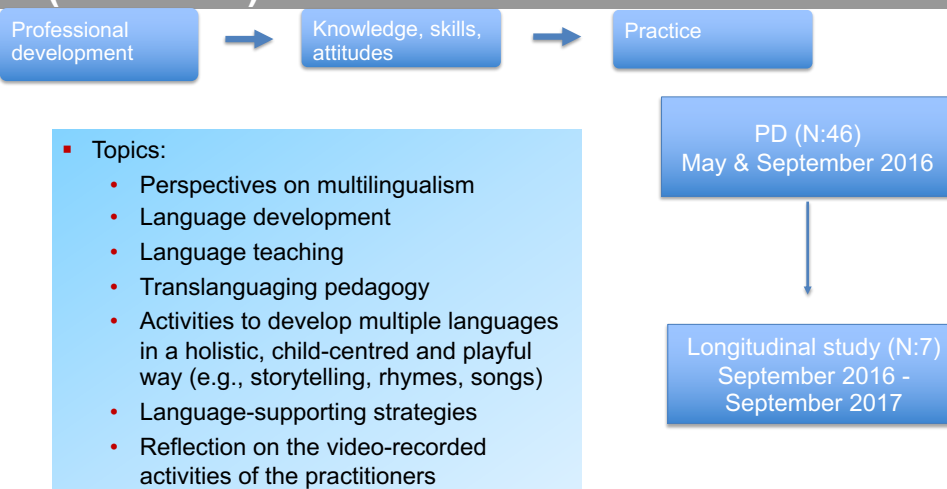 Professional
development
Knowledge, skills,
attitudes
Practice
PD (N:46)
May & September 2016
▪ Topics:
• Perspectives on multilingualism
• Language development
• Language teaching
• Translanguaging pedagogy
• Activities to develop multiple languages
in a holistic, child-centred and playful
way (e.g., storytelling, rhymes, songs)
• Language-supporting strategies
• Reflection on the video-recorded
activities of the practitioners
Longitudinal study (N:7)
September 2016 -
September 2017